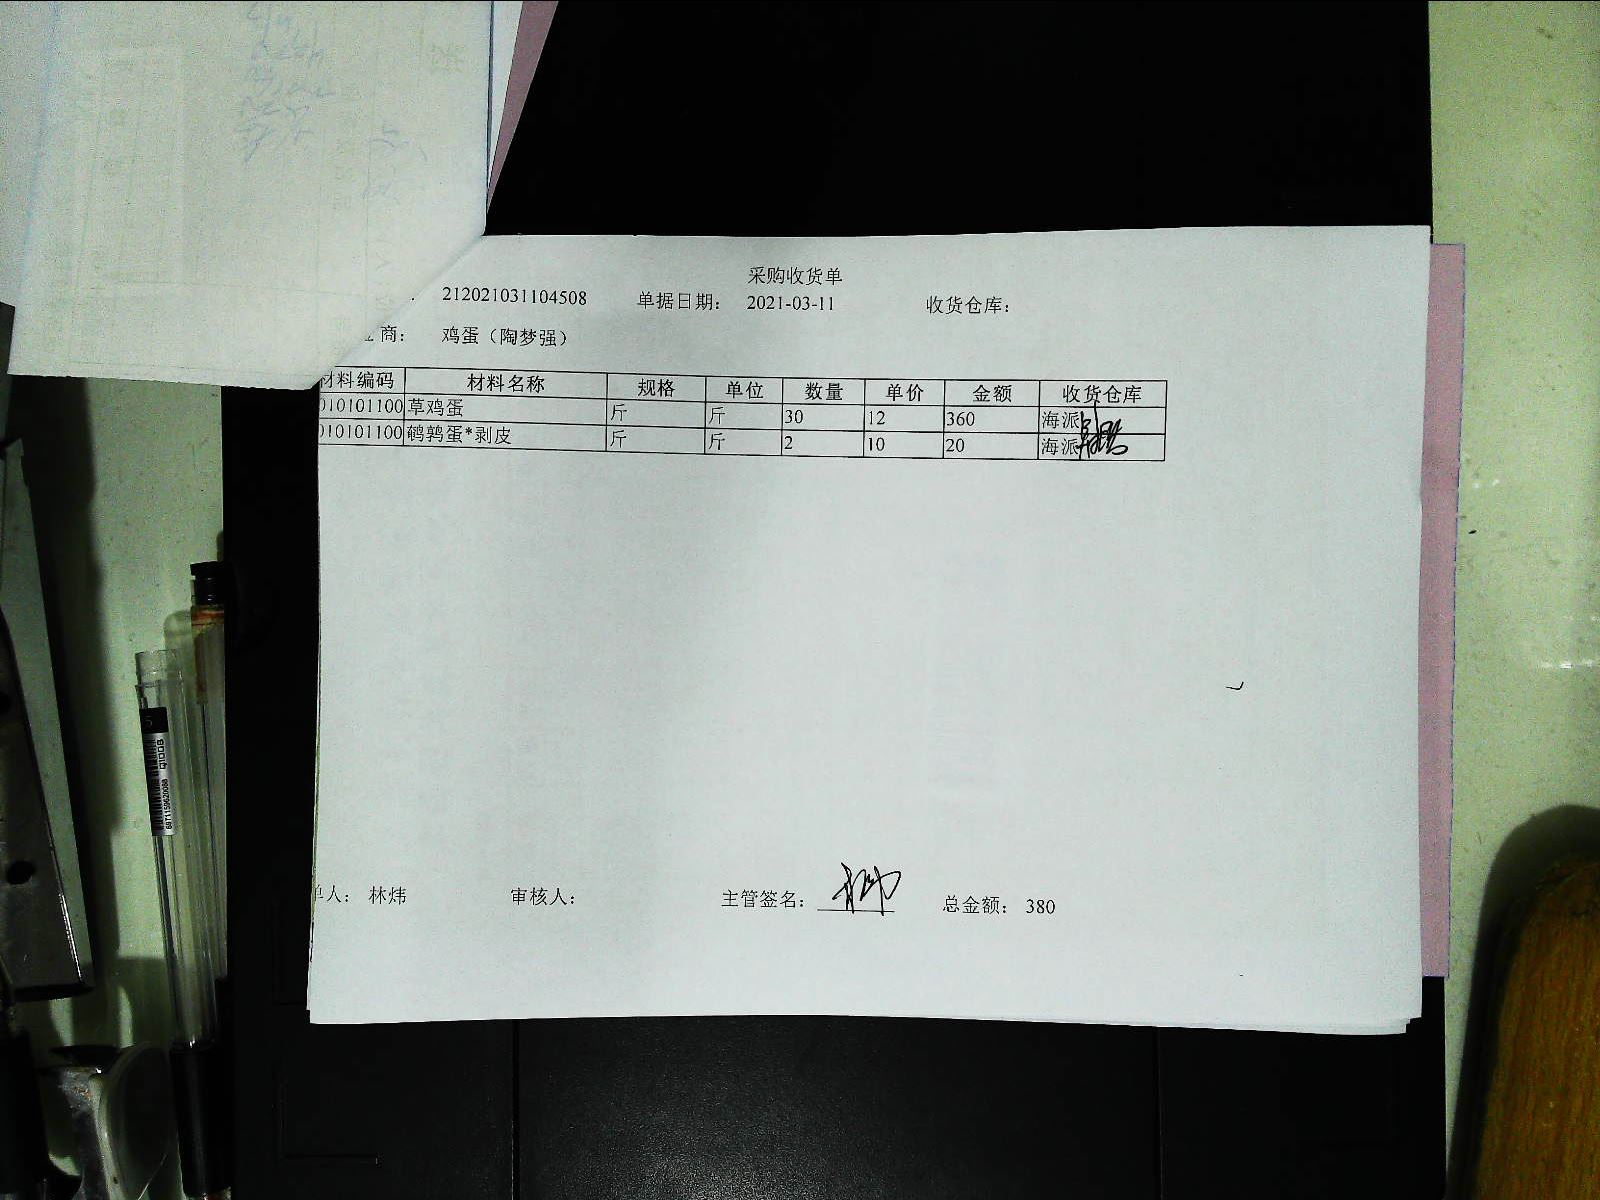 采购收货单
212021031104508 单据日期： 2021-03-11 收货仓库：
商： 鸡蛋（陶梦强）
材料编码 材料名称 规格 单位 数量 单价 金额 收货仓库
010101100 草鸡蛋 斤 斤 30 12 360 海派
010101100 鹌鹑蛋*剥皮 斤 斤 2 10 20 海派
单人： 林炜 审核人： 主管签名： 总金额： 380